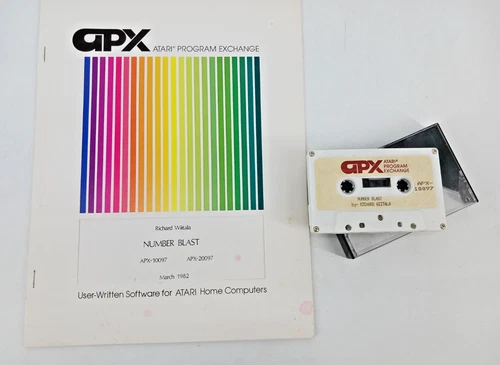 APX ATARI® PROGRAM EXCHANGE
Richard Wiitala
NUMBER BLAST
APX-10097 APX-20097
March 1982
User-Written Software for ATARI Home Computers
APX ATARI®
PROGRAM
EXCHANGE
APX-
10097
NUMBER BLAST
by RICHARD WIITALA